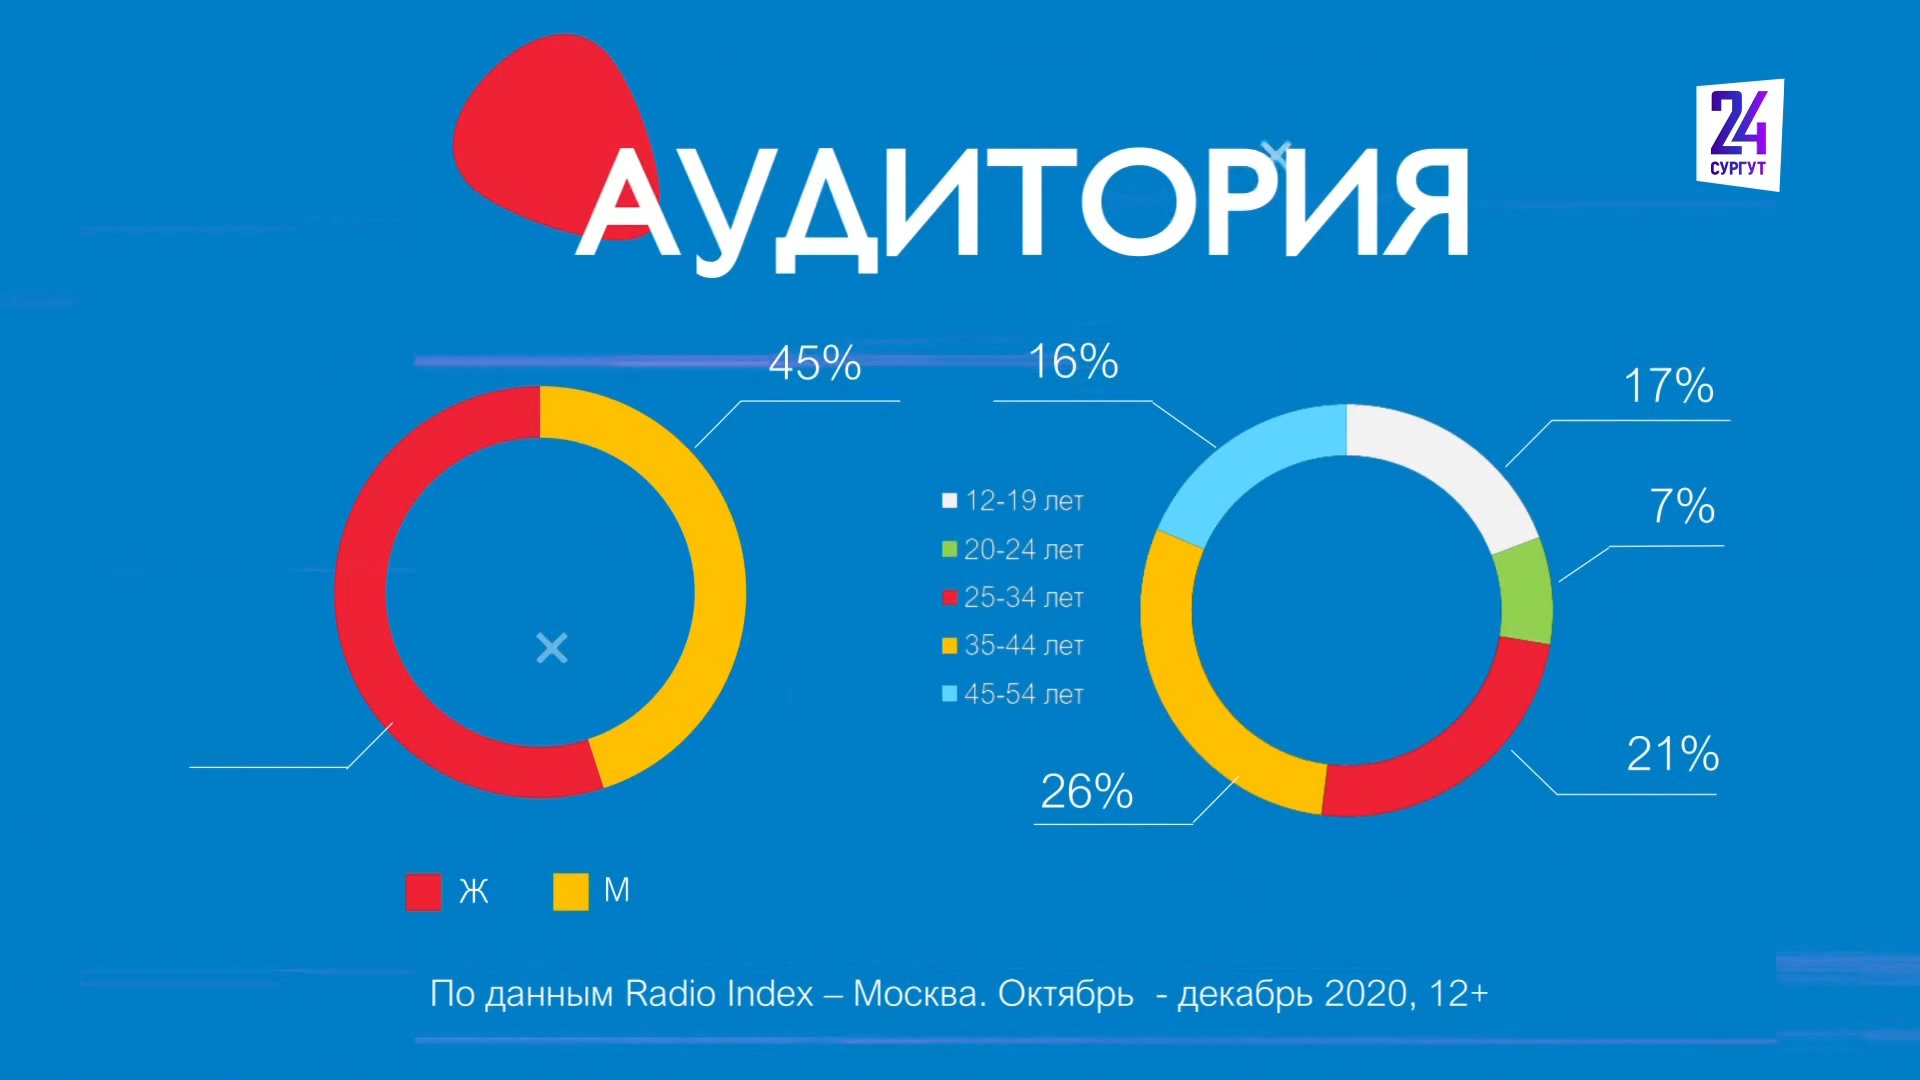 24
СУРГУТ
АУДИТОРИЯ
45%
16%
17%
7%
12-19 лет
20-24 лет
25-34 лет
35-44 лет
45-54 лет
21%
26%
Ж
М
По данным Radio Index – Москва. Октябрь - декабрь 2020, 12+